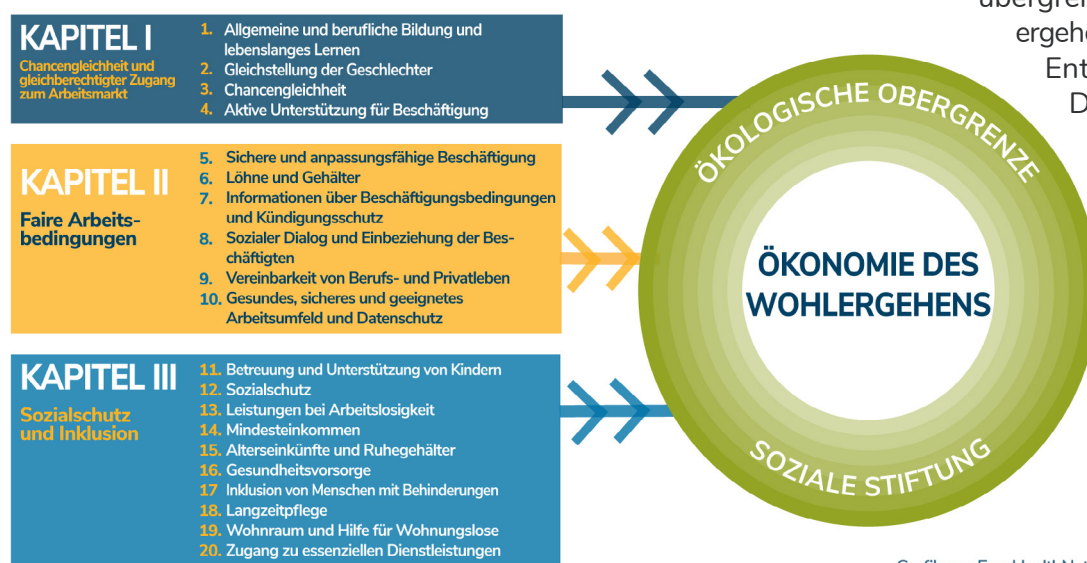 übergrei
ergehe
Ent
D
KAPITEL I
Chancengleichheit und
gleichberechtigter Zugang
zum Arbeitsmarkt
1. Allgemeine und berufliche Bildung und
lebenslanges Lernen
2. Gleichstellung der Geschlechter
3. Chancengleichheit
4. Aktive Unterstützung für Beschäftigung
KAPITEL II
Faire Arbeits-
bedingungen
5. Sichere und anpassungsfähige Beschäftigung
6. Löhne und Gehälter
7. Informationen über Beschäftigungsbedingungen
und Kündigungsschutz
8. Sozialer Dialog und Einbeziehung der Bes-
chäftigten
9. Vereinbarkeit von Berufs- und Privatleben
10. Gesundes, sicheres und geeignetes
Arbeitsumfeld und Datenschutz
KAPITEL III
Sozialschutz
und Inklusion
11. Betreuung und Unterstützung von Kindern
12. Sozialschutz
13. Leistungen bei Arbeitslosigkeit
14. Mindesteinkommen
15. Alterseinkünfte und Ruhegehälter
16. Gesundheitsvorsorge
17 Inklusion von Menschen mit Behinderungen
18. Langzeitpflege
19. Wohnraum und Hilfe für Wohnungslose
20. Zugang zu essenziellen Dienstleistungen
ÖKOLOGISCHE OBERGRENZE
ÖKONOMIE DES
WOHLERGEHENS
SOZIALE STIFTUNG